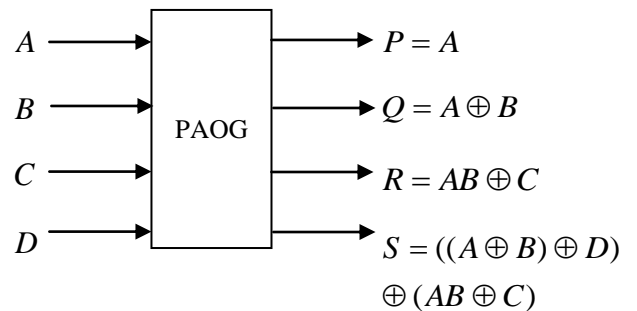 A
P = A
B
Q = A ⊕ B
PAOG
C
R = AB ⊕ C
D
S = ((A ⊕ B) ⊕ D)
⊕ (AB ⊕ C)